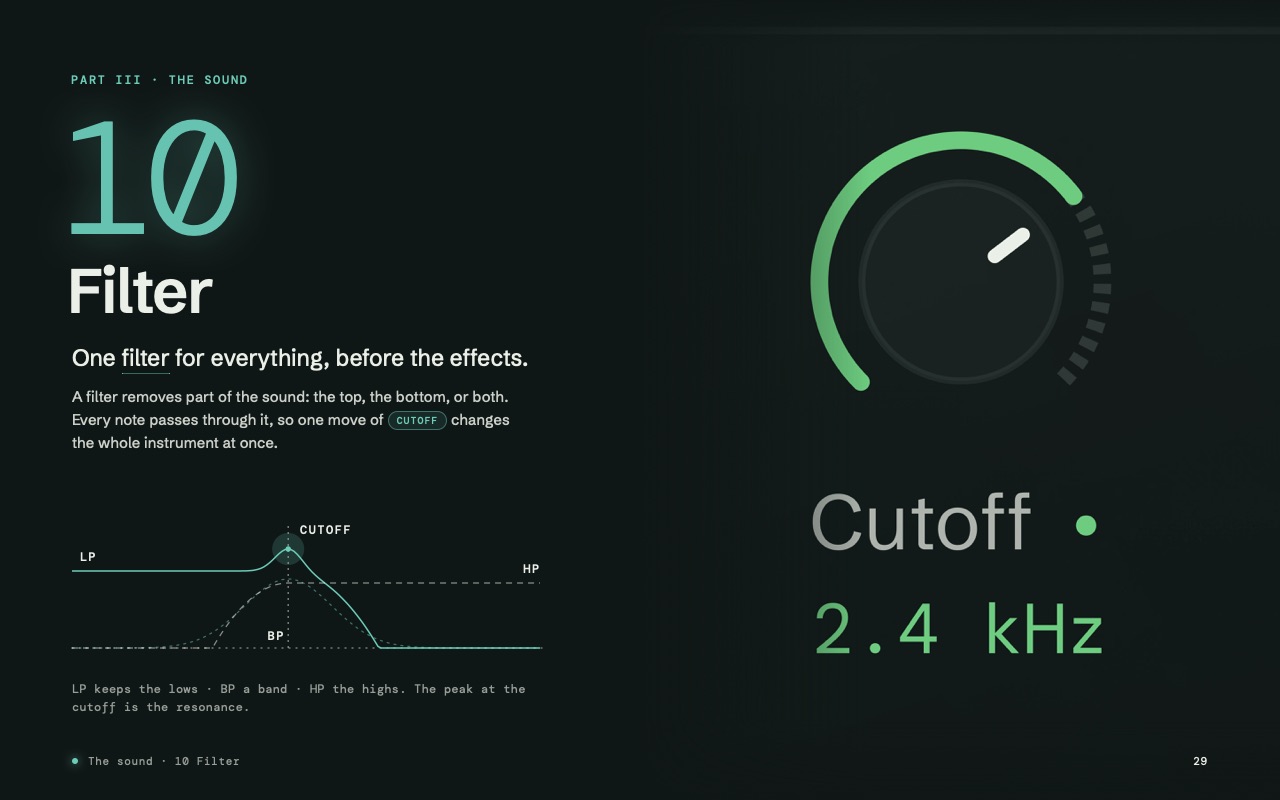 PART III · THE SOUND
10
Filter
One filter for everything, before the effects.
A filter removes part of the sound: the top, the bottom, or both.
Every note passes through it, so one move of CUTOFF changes
the whole instrument at once.
CUTOFF
LP
HP
BP
LP keeps the lows · BP a band · HP the highs. The peak at the
cutoff is the resonance.
The sound · 10 Filter
Cutoff
2.4 kHz
29